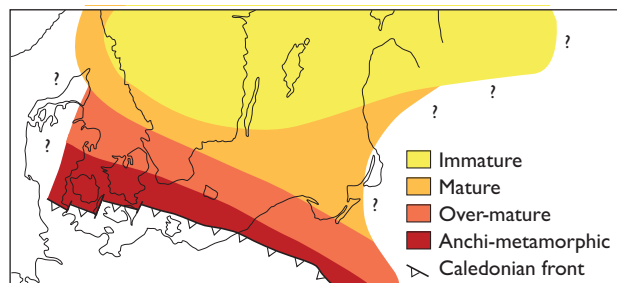 ?
?
?
?
?
?
Immature
Mature
Over-mature
Anchi-metamorphic
Caledonian front